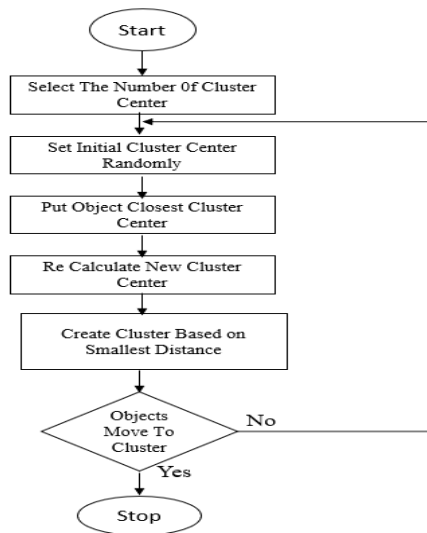 Start
Select The Number 0f Cluster
Center
Set Initial Cluster Center
Randomly
Put Object Closest Cluster
Center
Re Calculate New Cluster
Center
Create Cluster Based on
Smallest Distance
Objects
Move To
Cluster
No
Yes
Stop